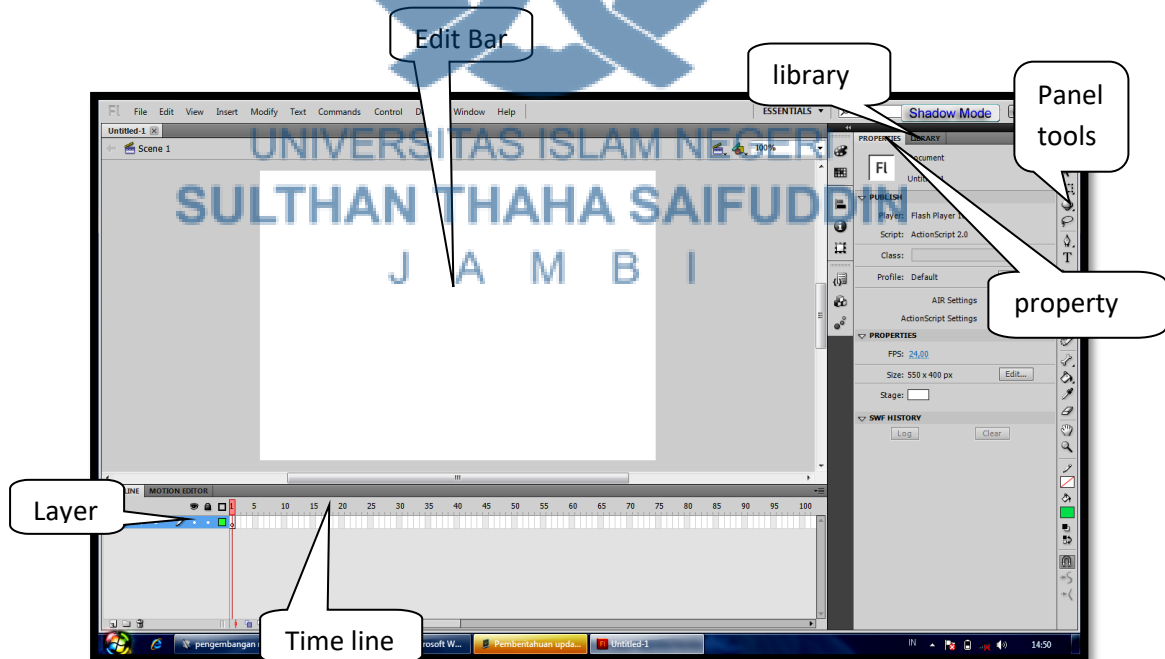 Edit Bar
library
Panel
tools
FL File Edit View Insert Modify Text Commands Control Window Help ESSENTIALS Shadow Mode
Untitled-1
Scene 1 100%
UNIVERSITAS ISLAM NEGERI
SULTHAN THAHA SAIFUDDIN
J A M B I
PROPERTIES LIBRARY
FL
PUBLISH
Player: Flash Player
Script: ActionScript 2.0
Class:
Profile: Default
AIR Settings
ActionScript Settings
property
PROPERTIES
FPS: 24,00
Size: 550 x 400 px Edit...
Stage:
SWF HISTORY
Log Clear
T
MOTION EDITOR
1 5 10 15 20 25 30 35 40 45 50 55 60 65 70 75 80 85 90 95 100
Layer
Time line
pengembangan Pemberitahuan upda... FL Untitled-1 IN 14:50